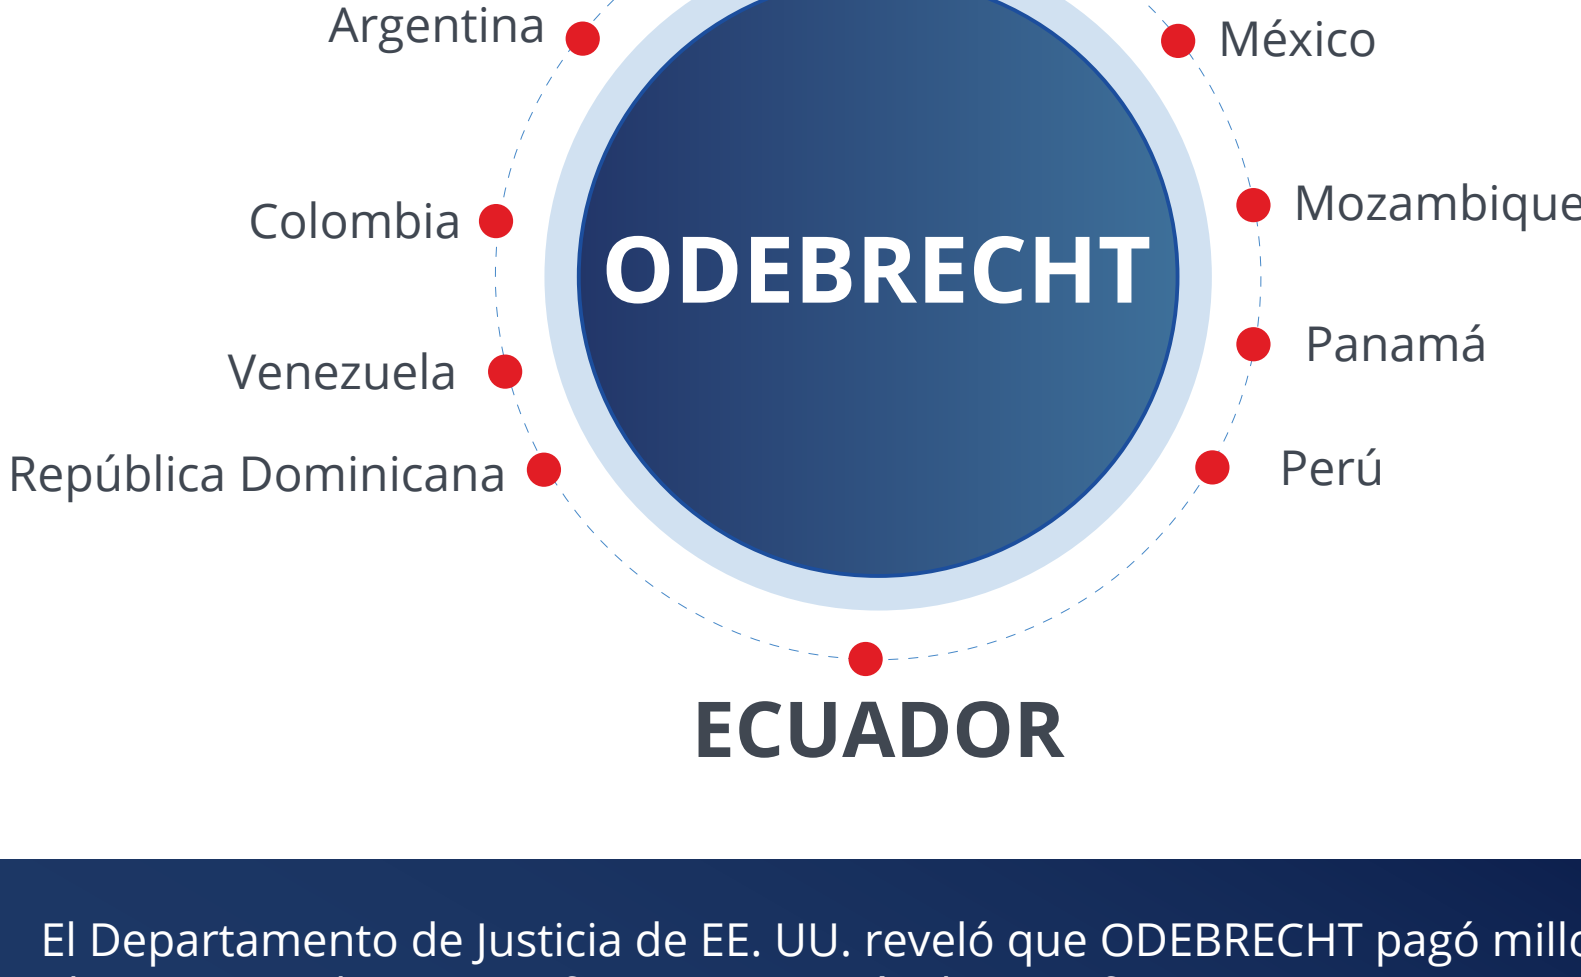 Argentina
México
Colombia
Mozambique
ODEBRECHT
Venezuela
Panamá
República Dominicana
Perú
ECUADOR
El Departamento de Justicia de EE. UU. reveló que ODEBRECHT pagó